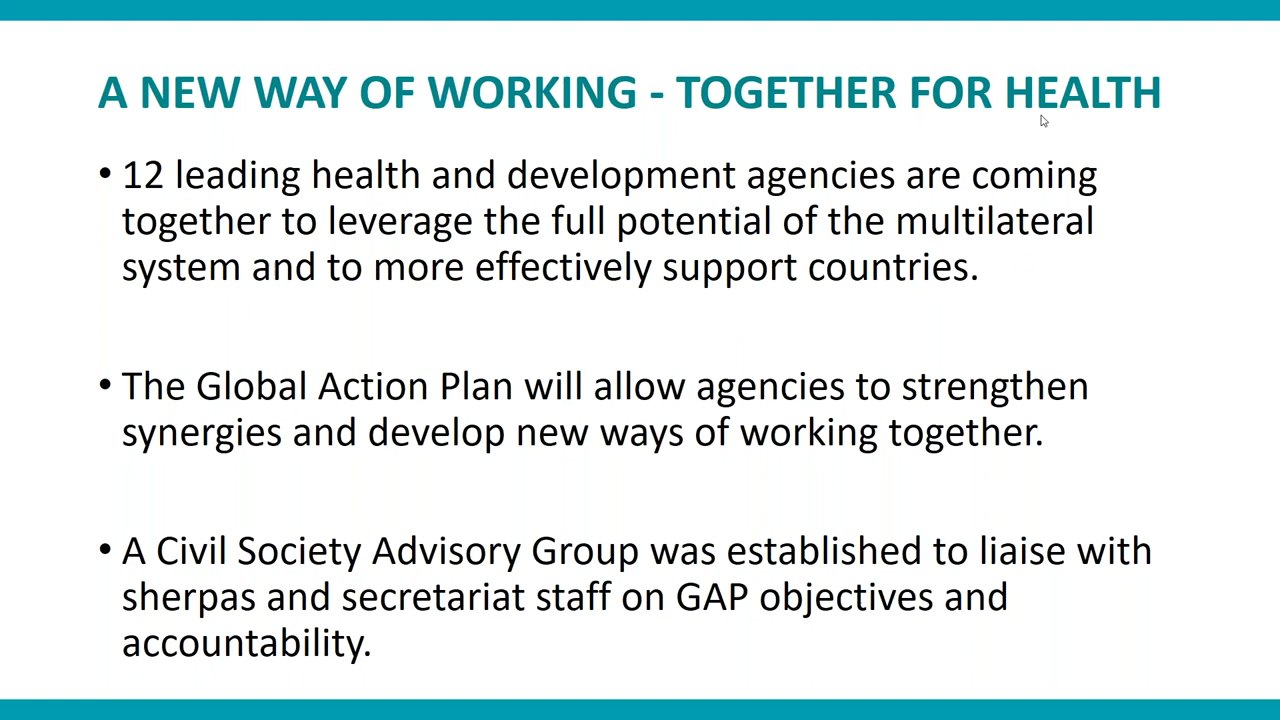 A NEW WAY OF WORKING - TOGETHER FOR HEALTH
• 12 leading health and development agencies are coming
together to leverage the full potential of the multilateral
system and to more effectively support countries.
• The Global Action Plan will allow agencies to strengthen
synergies and develop new ways of working together.
• A Civil Society Advisory Group was established to liaise with
sherpas and secretariat staff on GAP objectives and
accountability.